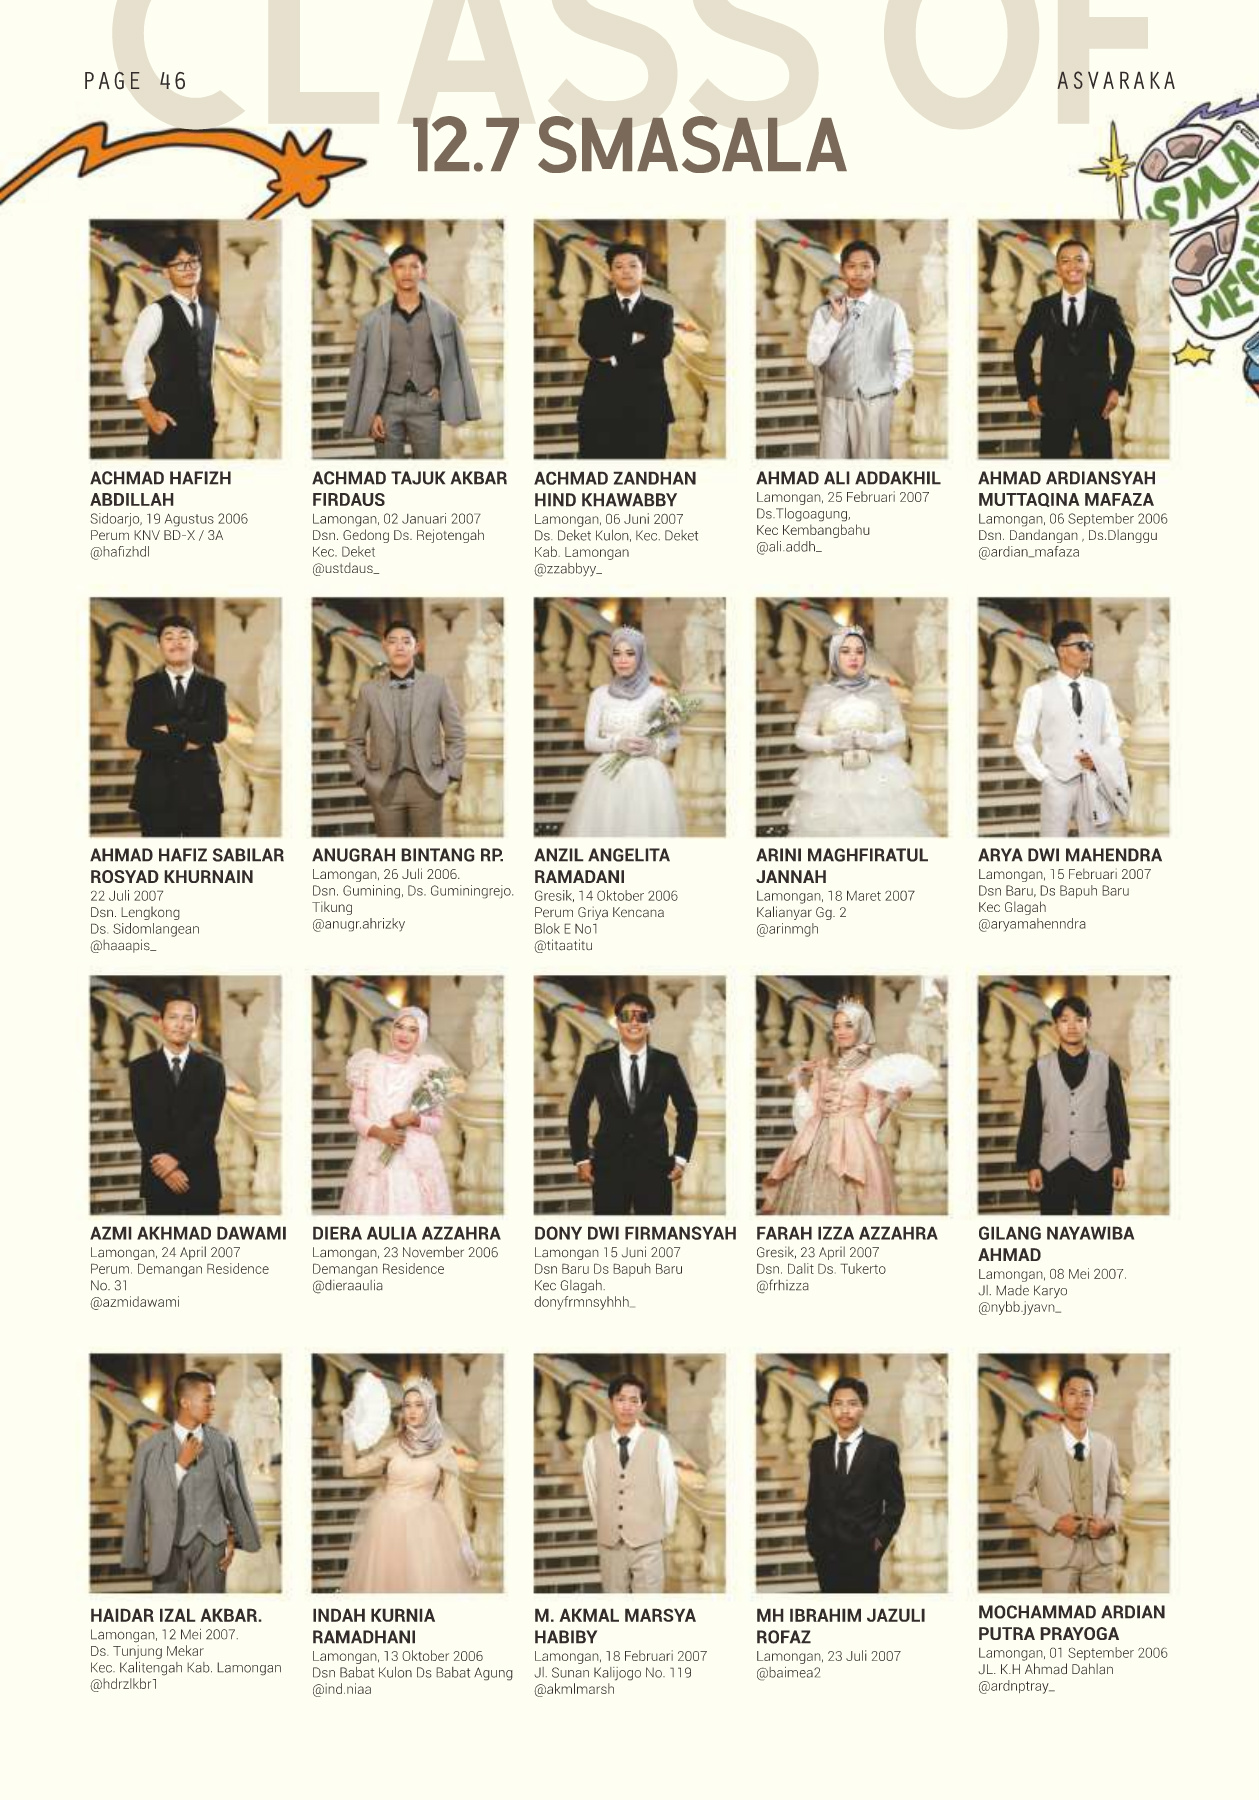 CLASS OF
PAGE 46
ASVARAKA
12.7 SMASALA
SMA
NEG
ACHMAD HAFIZH
ABDILLAH
Sidoarjo, 19 Agustus 2006
Perum KNV BD-X / 3A
@hafizhdl
ACHMAD TAJUK AKBAR
FIRDAUS
Lamongan, 02 Januari 2007
Dsn. Gedong Ds. Rejotengah
Kec. Deket
@ustdaus_
ACHMAD ZANDHAN
HIND KHAWABBY
Lamongan, 06 Juni 2007
Ds. Deket Kulon, Kec. Deket
Kab. Lamongan
@zzabbyy_
AHMAD ALI ADDAKHIL
Lamongan, 25 Februari 2007
Ds.Tlogoagung,
Kec Kembangbahu
@ali.addh_
AHMAD ARDIANSYAH
MUTTAQINA MAFAZA
Lamongan, 06 September 2006
Dsn. Dandangan , Ds.Dlanggu
@ardian_mafaza
AHMAD HAFIZ SABILAR
ROSYAD KHURNAIN
22 Juli 2007
Dsn. Lengkong
Ds. Sidomlangean
@haaapis_
ANUGRAH BINTANG RP.
Lamongan, 26 Juli 2006.
Dsn. Gumining, Ds. Guminingrejo.
Tikung
@anugr.ahrizky
ANZIL ANGELITA
RAMADANI
Gresik, 14 Oktober 2006
Perum Griya Kencana
Blok E No1
@titaatitu
ARINI MAGHFIRATUL
JANNAH
Lamongan, 18 Maret 2007
Kalianyar Gg. 2
@arinmgh
ARYA DWI MAHENDRA
Lamongan, 15 Februari 2007
Dsn Baru, Ds Bapuh Baru
Kec Glagah
@aryamahenndra
AZMI AKHMAD DAWAMI
Lamongan, 24 April 2007
Perum. Demangan Residence
No. 31
@azmidawami
DIERA AULIA AZZAHRA
Lamongan, 23 November 2006
Demangan Residence
@dieraaulia
DONY DWI FIRMANSYAH
Lamongan 15 Juni 2007
Dsn Baru Ds Bapuh Baru
Kec Glagah.
donyfrmnsyhhh_
FARAH IZZA AZZAHRA
Gresik, 23 April 2007
Dsn. Dalit Ds. Tukerto
@frhizza
GILANG NAYAWIBA
AHMAD
Lamongan, 08 Mei 2007.
Jl. Made Karyo
@nybb.jyavn_
HAIDAR IZAL AKBAR.
Lamongan, 12 Mei 2007.
Ds. Tunjung Mekar
Kec. Kalitengah Kab. Lamongan
@hdrzlkbr1
INDAH KURNIA
RAMADHANI
Lamongan, 13 Oktober 2006
Dsn Babat Kulon Ds Babat Agung
@ind.niaa
M. AKMAL MARSYA
HABIBY
Lamongan, 18 Februari 2007
Jl. Sunan Kalijogo No. 119
@akmlmarsh
MH IBRAHIM JAZULI
ROFAZ
Lamongan, 23 Juli 2007
@baimea2
MOCHAMMAD ARDIAN
PUTRA PRAYOGA
Lamongan, 01 September 2006
JL. K.H Ahmad Dahlan
@ardnptray_